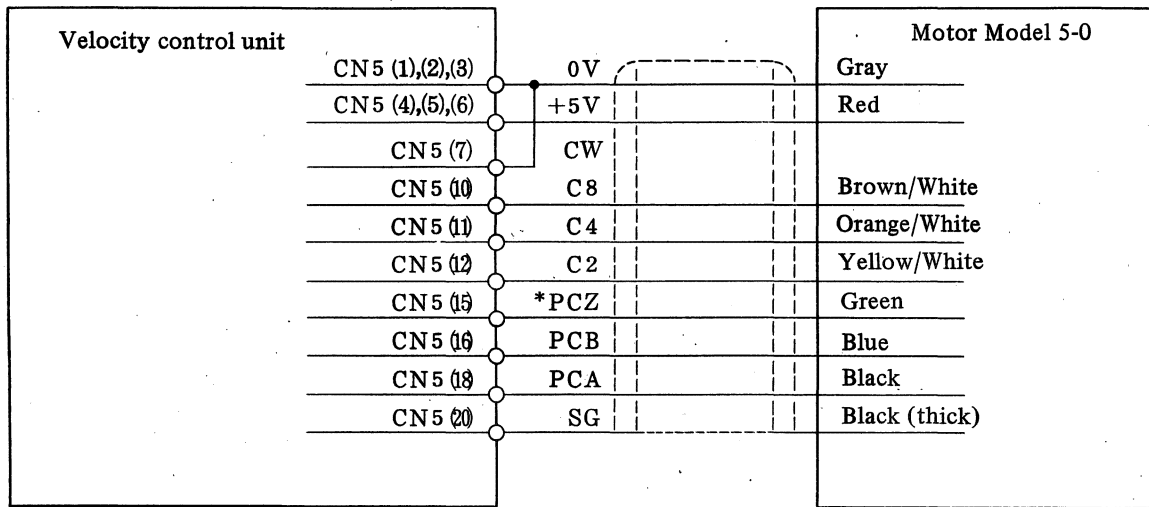 Velocity control unit
Motor Model 5-0
CN5 (1),(2),(3) 0V Gray
CN5 (4),(5),(6) +5V Red
CN5 (7) CW
CN5 (10) C8 Brown/White
CN5 (11) C4 Orange/White
CN5 (12) C2 Yellow/White
CN5 (15) *PCZ Green
CN5 (16) PCB Blue
CN5 (18) PCA Black
CN5 (20) SG Black (thick)